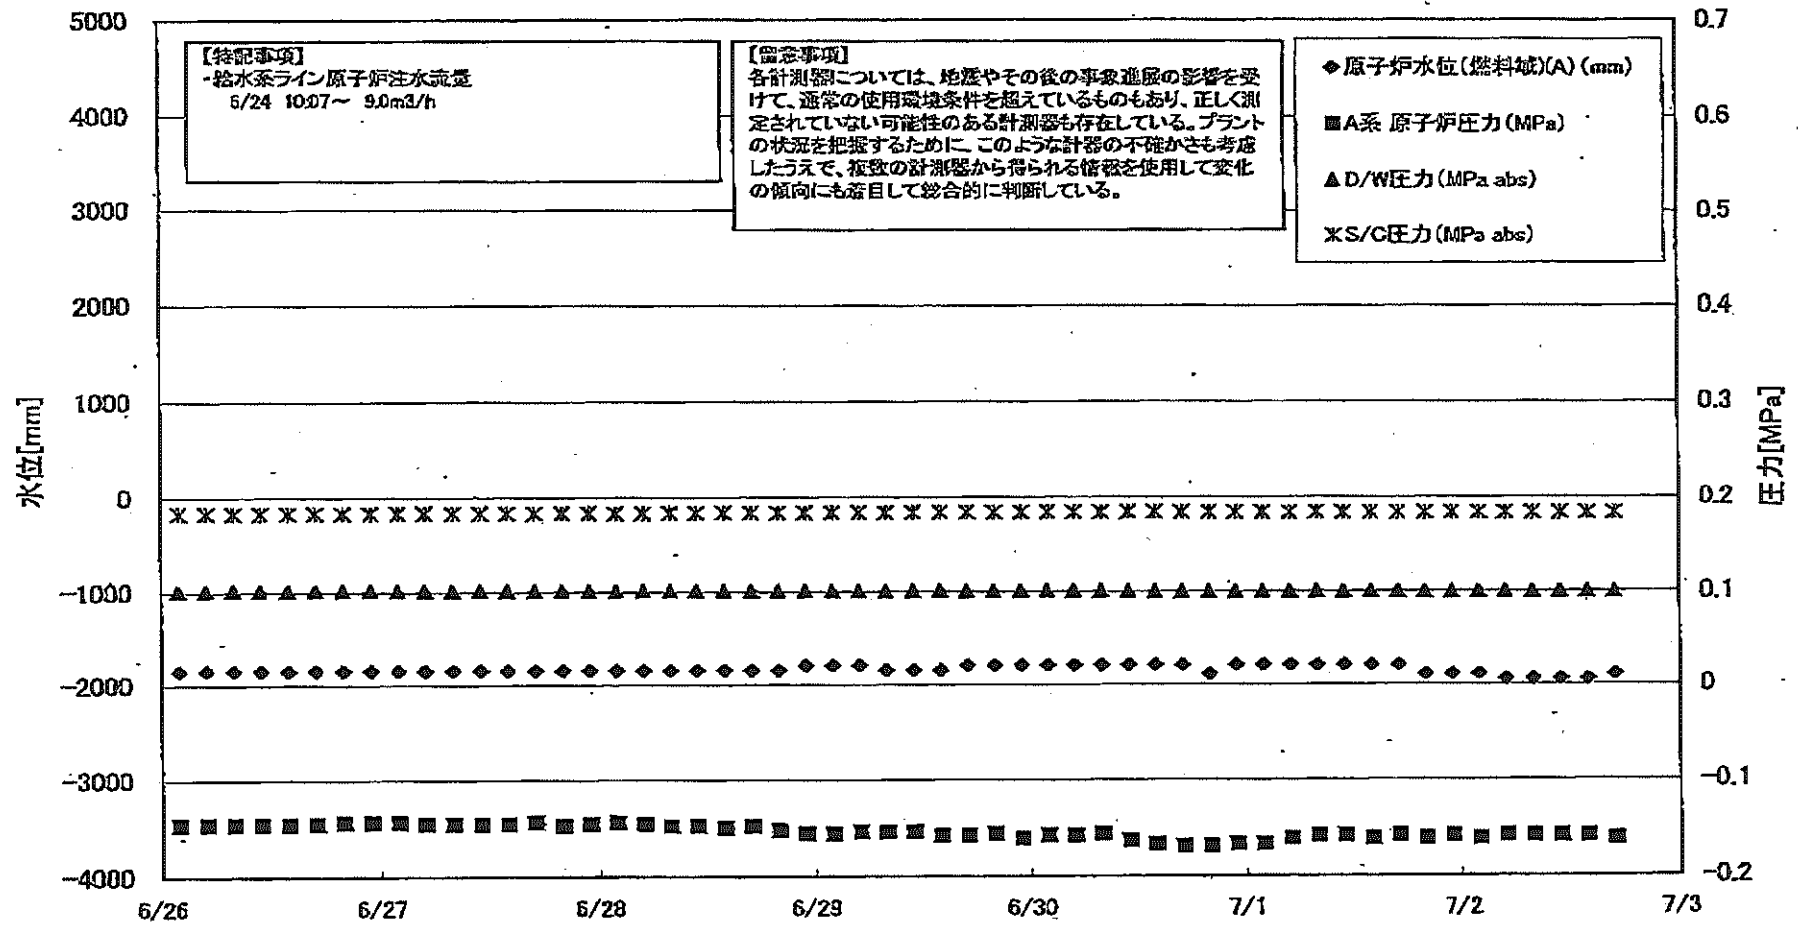 5000
4000
3000
2000
1000
0
-1000
-2000
-3000
-4000
水位[mm]
【特記事項】
・給水系ライン原子炉注水流量
6/24 10:07～ 9.0m3/h
【留意事項】
各計測器については、地震やその後の事象進展の影響を受
けて、通常の使用環境条件を超えているものもあり、正しく測
定されていない可能性のある計測器も存在している。プラント
の状況を把握するために、このような計器の不確かさも考慮
したうえで、複数の計測器から得られる情報を使用して変化
の傾向にも着目して総合的に判断している。
◆原子炉水位(燃料域)(A) (mm)
■A系 原子炉圧力(MPa)
▲D/W圧力(MPa abs)
S/C圧力(MPa abs)
0.7
0.6
0.5
0.4
0.3
0.2
0.1
0
-0.1
-0.2
圧力[MPa]
6/26
6/27
6/28
6/29
6/30
7/1
7/2
7/3